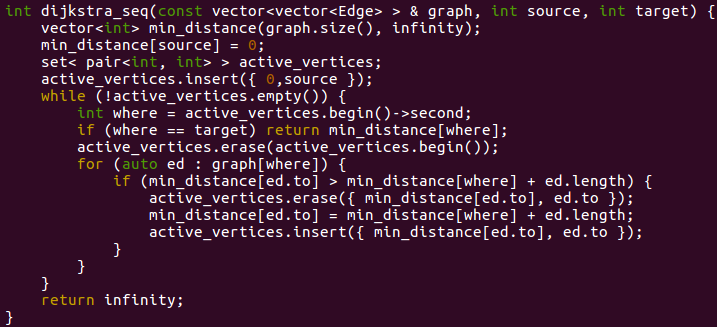 int dijkstra_seq(const vector<vector<Edge> > & graph, int source, int target) {
    vector<int> min_distance(graph.size(), infinity);
    min_distance[source] = 0;
    set< pair<int, int> > active_vertices;
    active_vertices.insert({ 0,source });
    while (!active_vertices.empty()) {
        int where = active_vertices.begin()->second;
        if (where == target) return min_distance[where];
        active_vertices.erase(active_vertices.begin());
        for (auto ed : graph[where]) {
            if (min_distance[ed.to] > min_distance[where] + ed.length) {
                active_vertices.erase({ min_distance[ed.to], ed.to });
                min_distance[ed.to] = min_distance[where] + ed.length;
                active_vertices.insert({ min_distance[ed.to], ed.to });
            }
        }
    }
    return infinity;
}